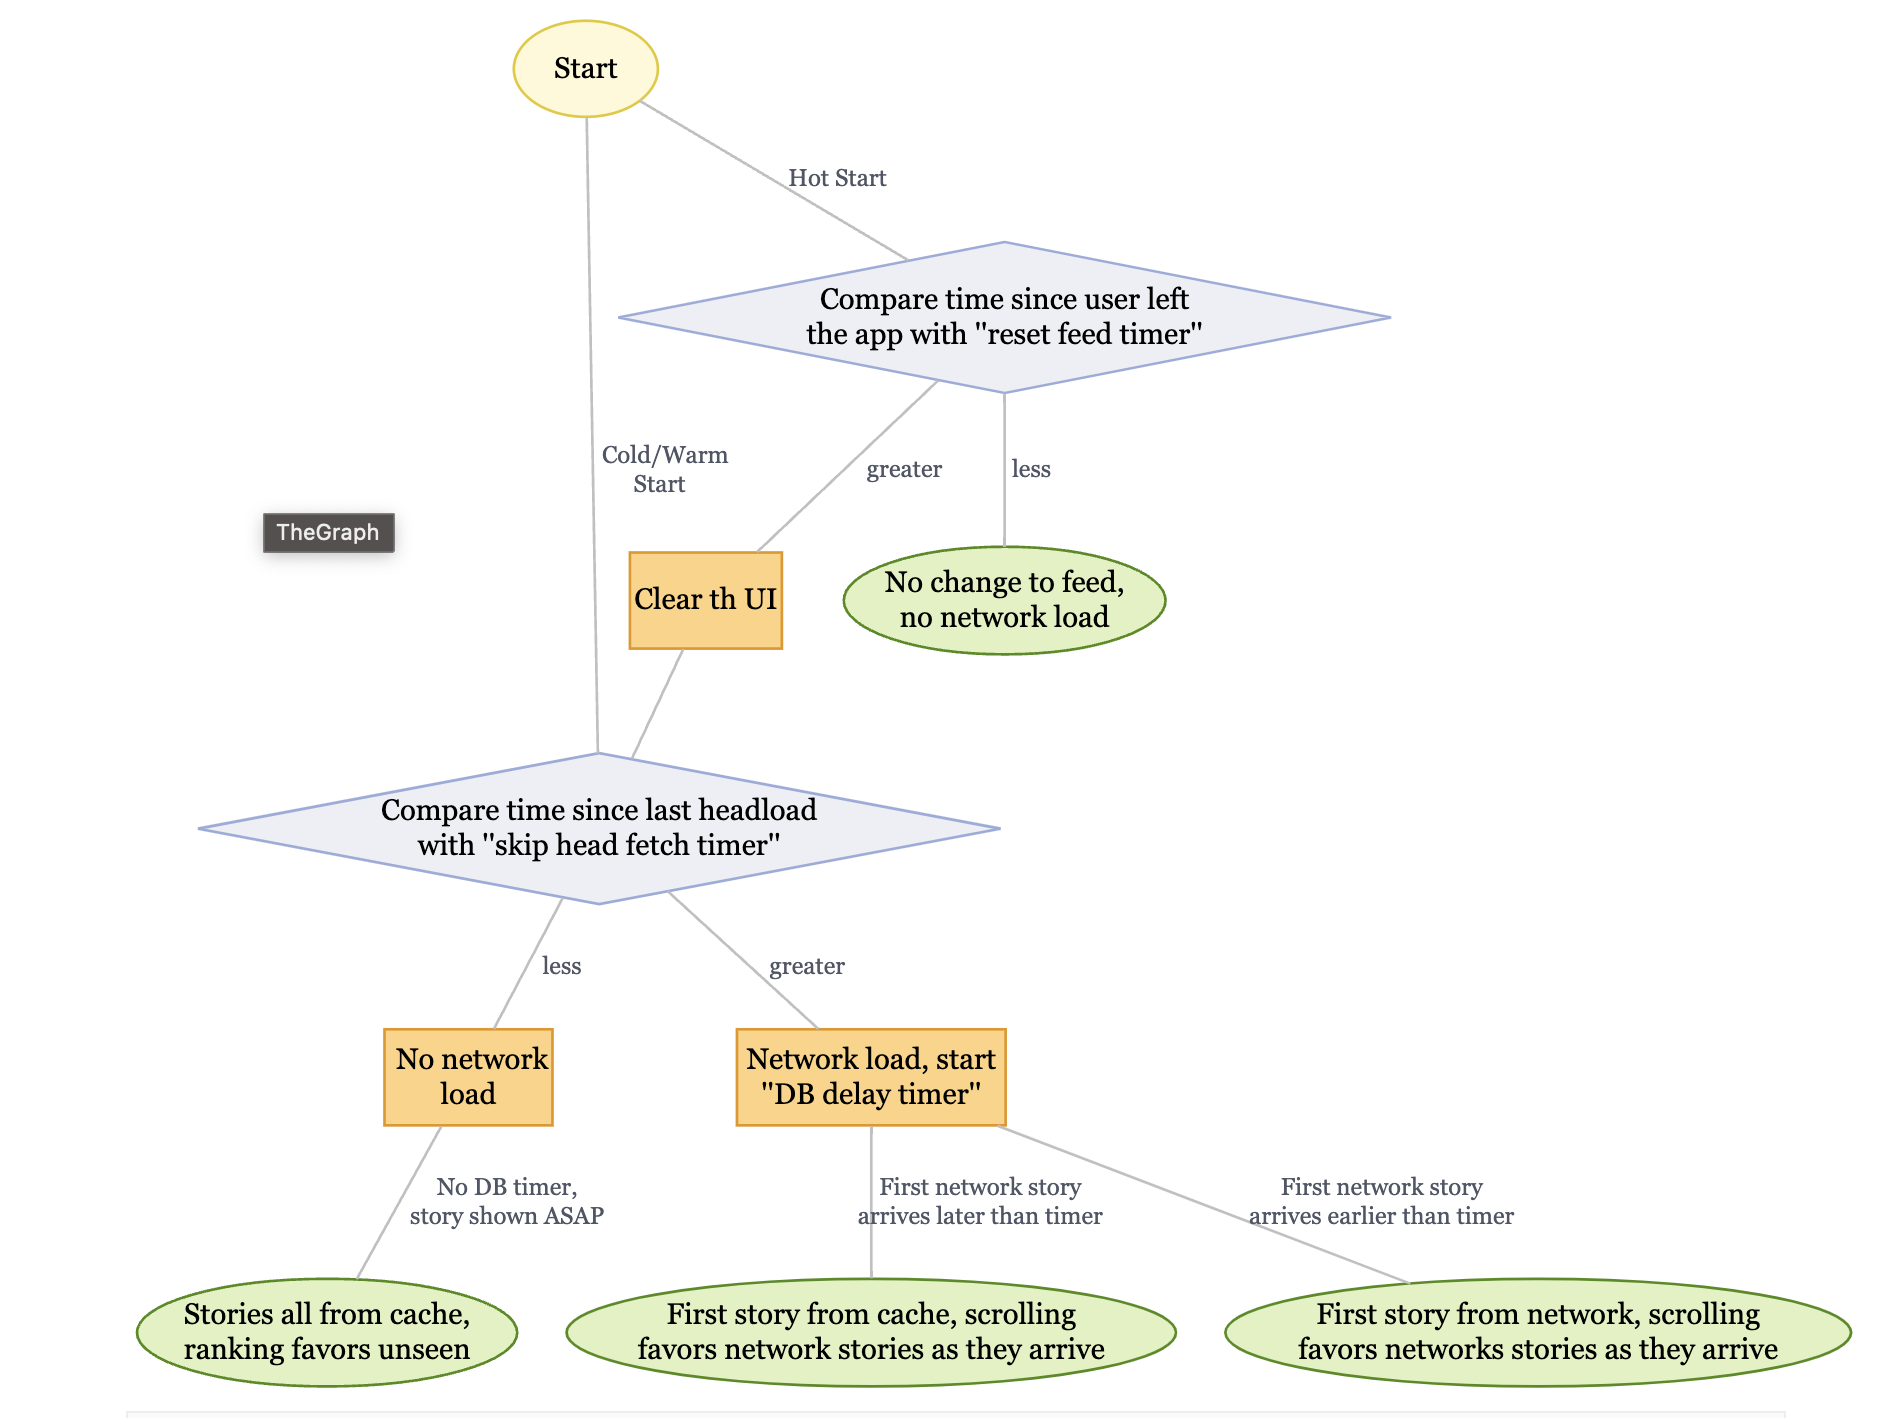 Start
Hot Start
Compare time since user left
the app with "reset feed timer"
Cold/Warm
Start
greater
less
TheGraph
Clear th UI
No change to feed,
no network load
Compare time since last headload
with "skip head fetch timer"
less
greater
No network
load
Network load, start
"DB delay timer"
No DB timer,
story shown ASAP
First network story
arrives later than timer
First network story
arrives earlier than timer
Stories all from cache,
ranking favors unseen
First story from cache, scrolling
favors network stories as they arrive
First story from network, scrolling
favors networks stories as they arrive